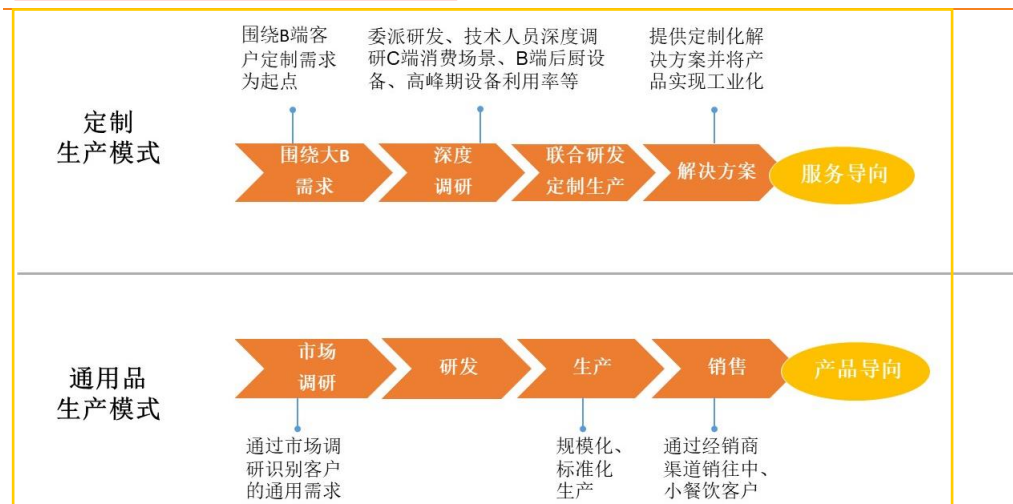 围绕B端客
户定制需求
为起点
委派研发、技术人员深度调
研C端消费场景、B端后厨设
备、高峰期设备利用率等
提供定制化解
决方案并将产
品实现工业化
定制
生产模式
围绕大B
需求
深度
调研
联合研发
定制生产
解决方案
服务导向
通用品
生产模式
市场
调研
研发
生产
销售
产品导向
通过市场调
研识别客户
的通用需求
规模化、
标准化
生产
通过经销商
渠道销往中、
小餐饮客户